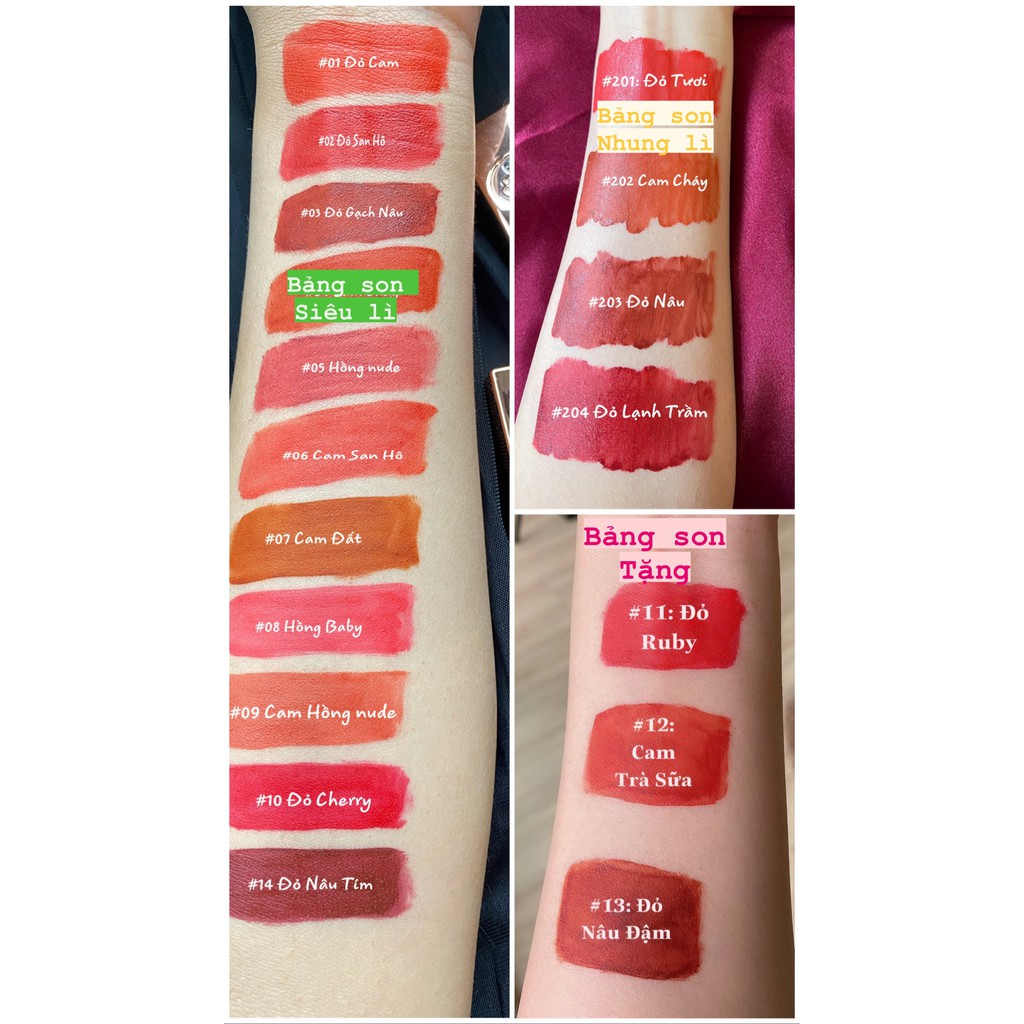 #01 Đỏ Cam
#02 Đỏ San Hô
#03 Đỏ Gạch Nâu
Bảng son
Siêu lì
#05 Hồng nude
#06 Cam San Hô
#07 Cam Đất
#08 Hồng Baby
#09 Cam Hồng nude
#10 Đỏ Cherry
#14 Đỏ Nâu Tím
#201: Đỏ Tươi
Bảng son
Nhung lì
#202 Cam Cháy
#203 Đỏ Nâu
#204 Đỏ Lạnh Trầm
Bảng son
Tặng
#11: Đỏ
Ruby
#12:
Cam
Trà Sữa
#13: Đỏ
Nâu Đậm